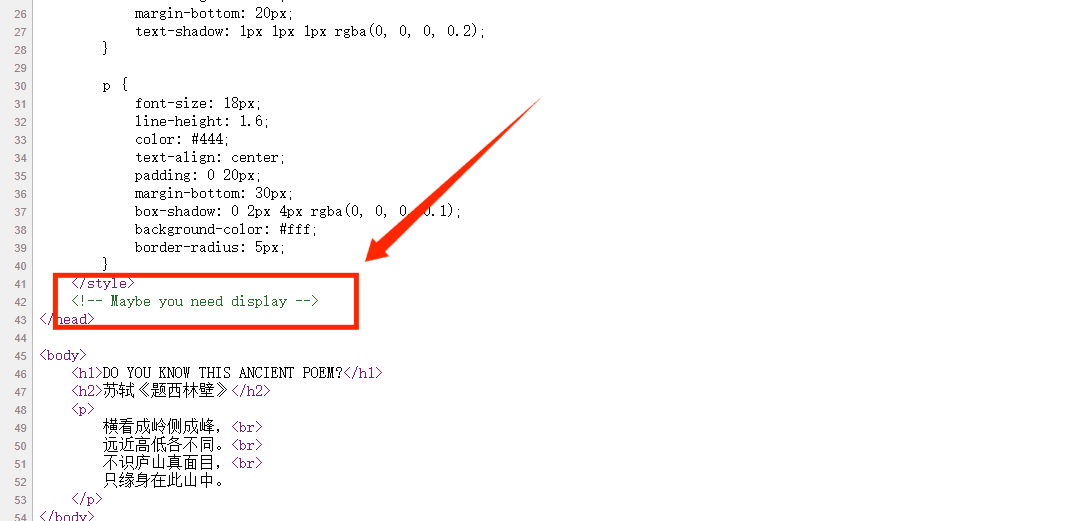 26 margin-bottom: 20px;
27 text-shadow: 1px 1px 1px rgba(0, 0, 0, 0.2);
28 }
29
30 p {
31 font-size: 18px;
32 line-height: 1.6;
33 color: #444;
34 text-align: center;
35 padding: 0 20px;
36 margin-bottom: 30px;
37 box-shadow: 0 2px 4px rgba(0, 0, 0, 0.1);
38 background-color: #fff;
39 border-radius: 5px;
40 }
41 </style>
42 <!-- Maybe you need display -->
43 </head>
44
45 <body>
46 <h1>DO YOU KNOW THIS ANCIENT POEM?</h1>
47 <h2>苏轼《题西林壁》</h2>
48 <p>
49 横看成岭侧成峰，<br>
50 远近高低各不同。<br>
51 不识庐山真面目，<br>
52 只缘身在此山中。
53 </p>
54 </body>